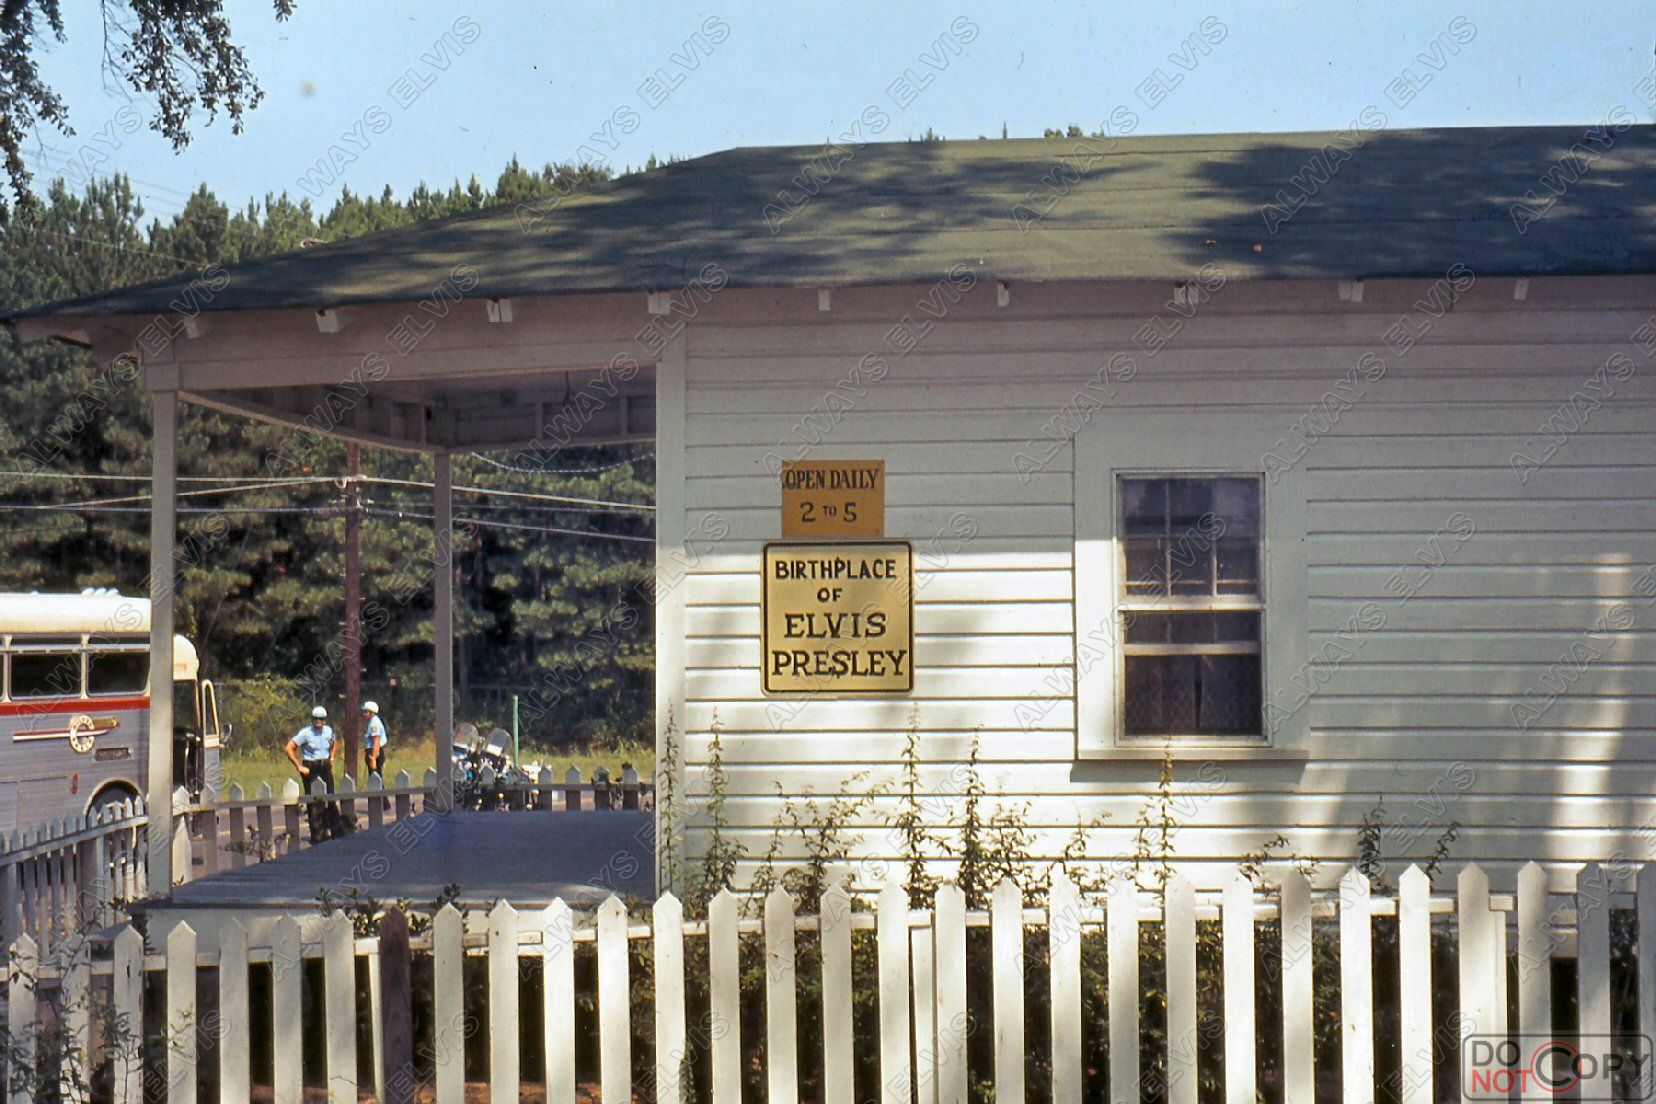 OPEN DAILY
2 TO 5
BIRTHPLACE
OF
ELVIS
PRESLEY
ALWAYS ELVIS
DO NOT COPY